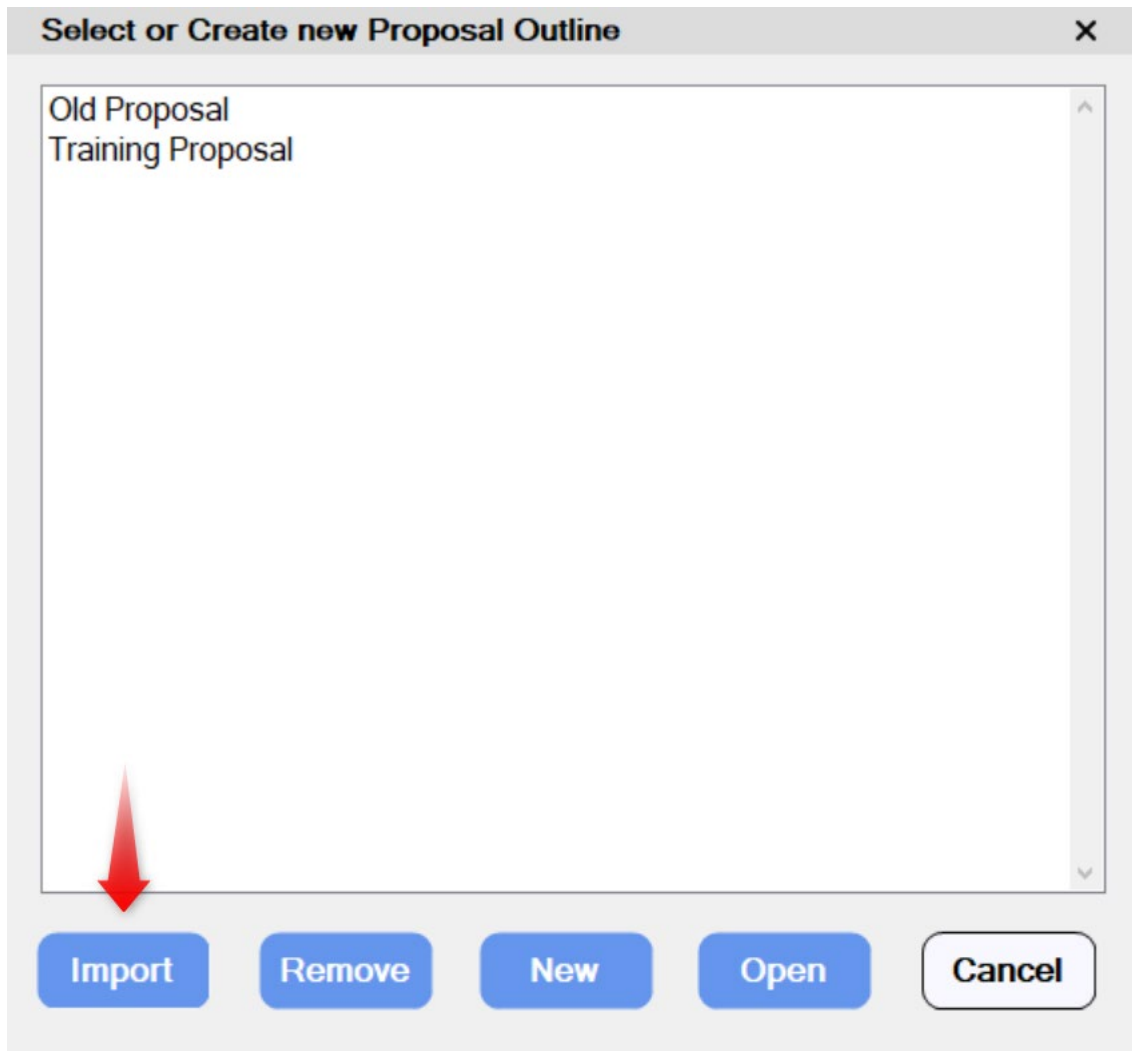 Select or Create new Proposal Outline
Old Proposal
Training Proposal
Import Remove New Open Cancel